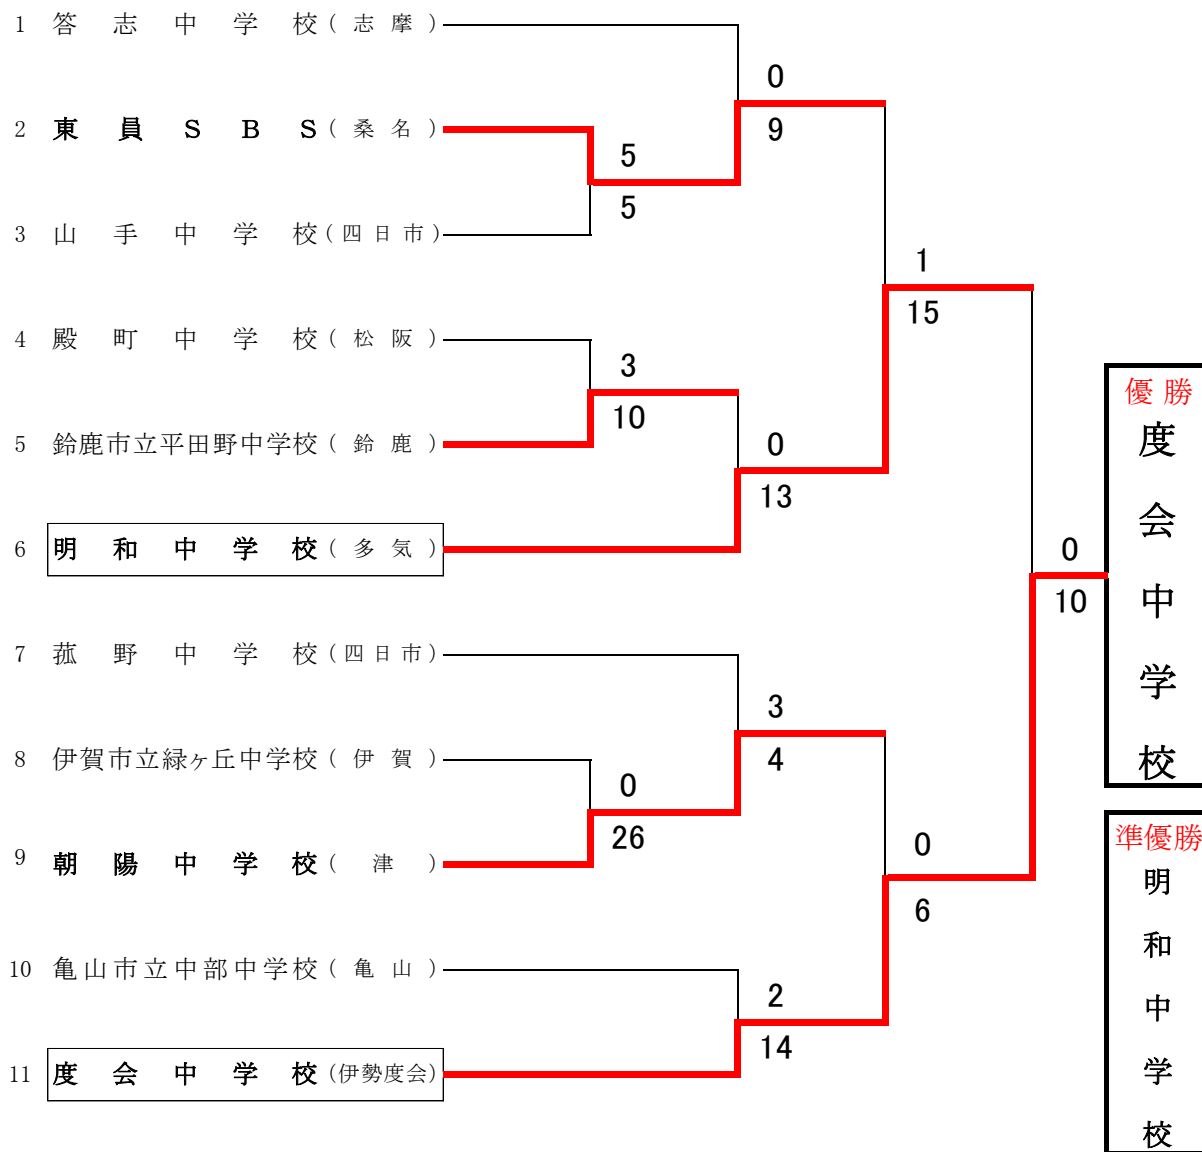 1 答志中学校(志摩)
2 東員SBS(桑名)
3 山手中学校(四日市)
4 殿町中学校(松阪)
5 鈴鹿市立平田野中学校(鈴鹿)
6 明和中学校(多気)
7 菰野中学校(四日市)
8 伊賀市立緑ヶ丘中学校(伊賀)
9 朝陽中学校(津)
10 亀山市立中部中学校(亀山)
11 度会中学校(伊勢度会)
5
5
3
10
0
26
0
9
0
13
3
4
2
14
1
15
0
6
0
10
優勝
度会中学校
準優勝
明和中学校